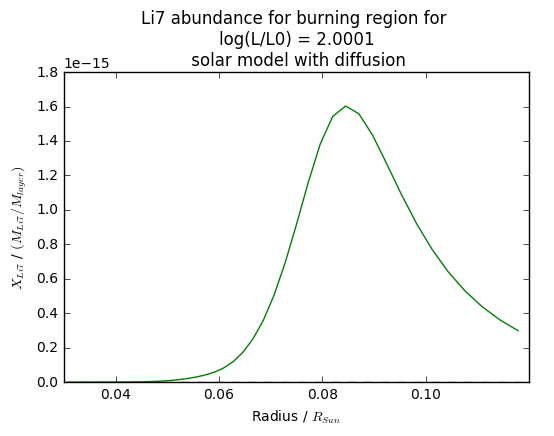 Li7 abundance for burning region for
log(L/L0) = 2.0001
solar model with diffusion
1e−15
1.8
1.6
1.4
1.2
1.0
0.8
0.6
0.4
0.2
0.0
X_{Li7} / (M_{Li7}/M_{layer})
0.04
0.06
0.08
0.10
Radius / R_{Sun}